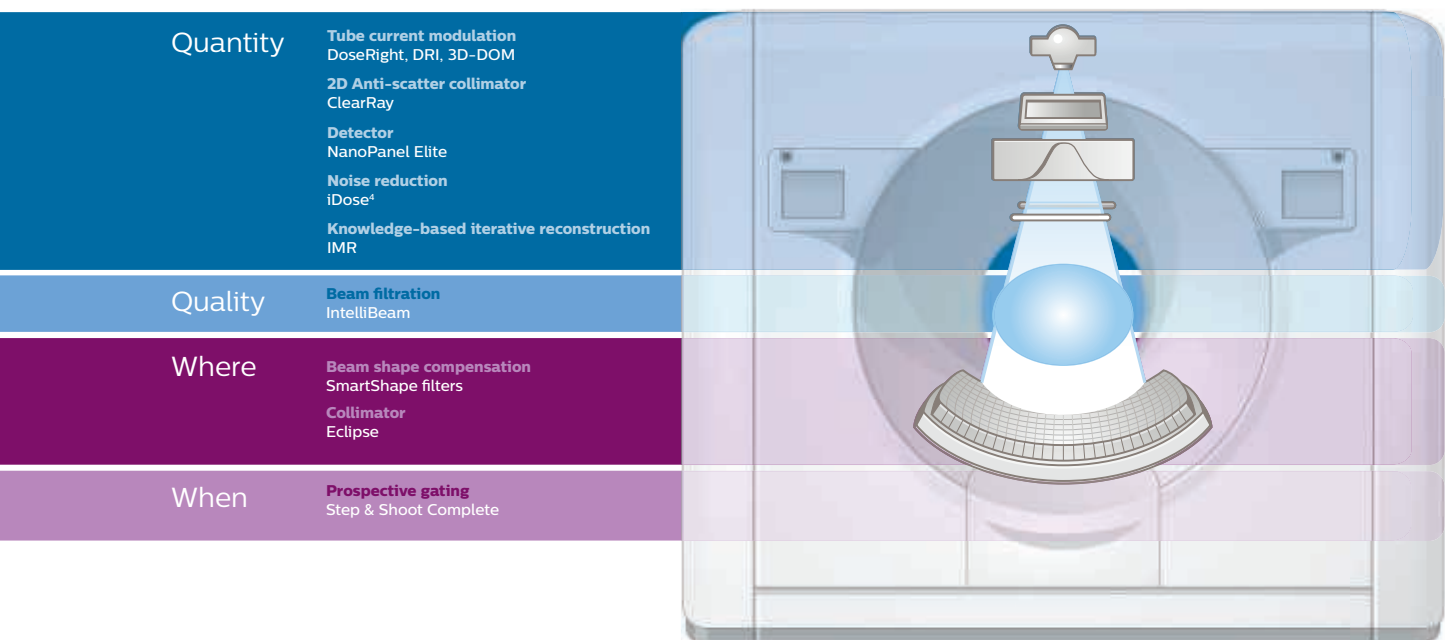 Quantity
Tube current modulation
DoseRight, DRI, 3D-DOM
2D Anti-scatter collimator
ClearRay
Detector
NanoPanel Elite
Noise reduction
iDose⁴
Knowledge-based iterative reconstruction
IMR
Quality
Beam filtration
IntelliBeam
Where
Beam shape compensation
SmartShape filters
Collimator
Eclipse
When
Prospective gating
Step & Shoot Complete